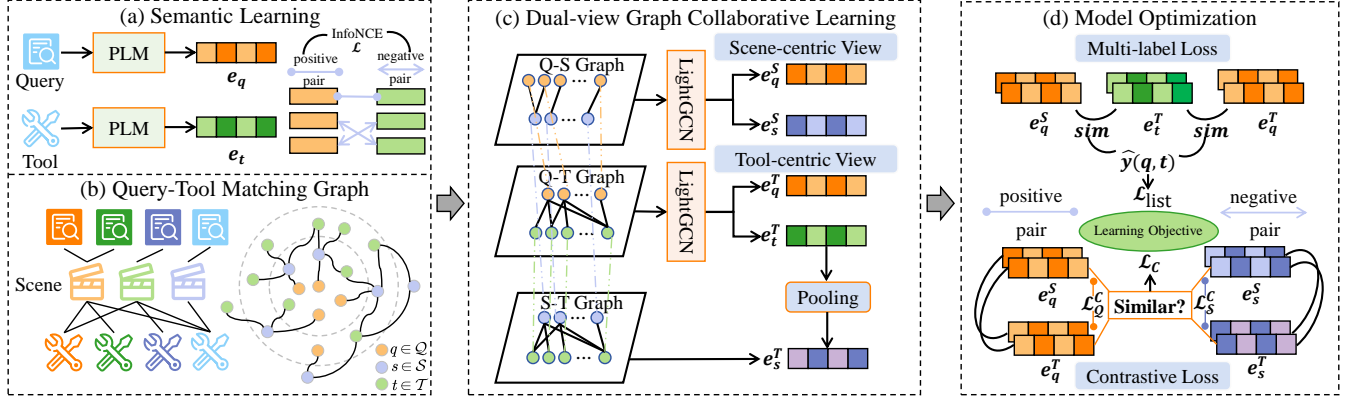 (a) Semantic Learning
Query
PLM
e_q
Tool
PLM
e_t
InfoNCE
ℒ
positive
pair
negative
pair
(b) Query-Tool Matching Graph
Scene
q ∈ 𝒬
s ∈ 𝒮
t ∈ 𝒯
(c) Dual-view Graph Collaborative Learning
Q-S Graph
LightGCN
Scene-centric View
e_q^S
e_s^S
Q-T Graph
LightGCN
Tool-centric View
e_q^T
e_t^T
Pooling
S-T Graph
e_s^T
(d) Model Optimization
Multi-label Loss
e_q^S
e_t^T
e_q^T
sim
sim
ŷ(q, t)
ℒ_list
positive
pair
negative
pair
Learning Objective
ℒ_C
e_q^S
ℒ_Q^C
Similar?
ℒ_S^C
e_s^S
e_q^T
e_s^T
Contrastive Loss